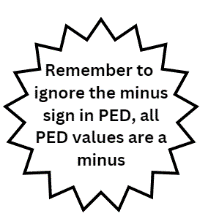 Remember to
ignore the minus
sign in PED, all
PED values are a
minus